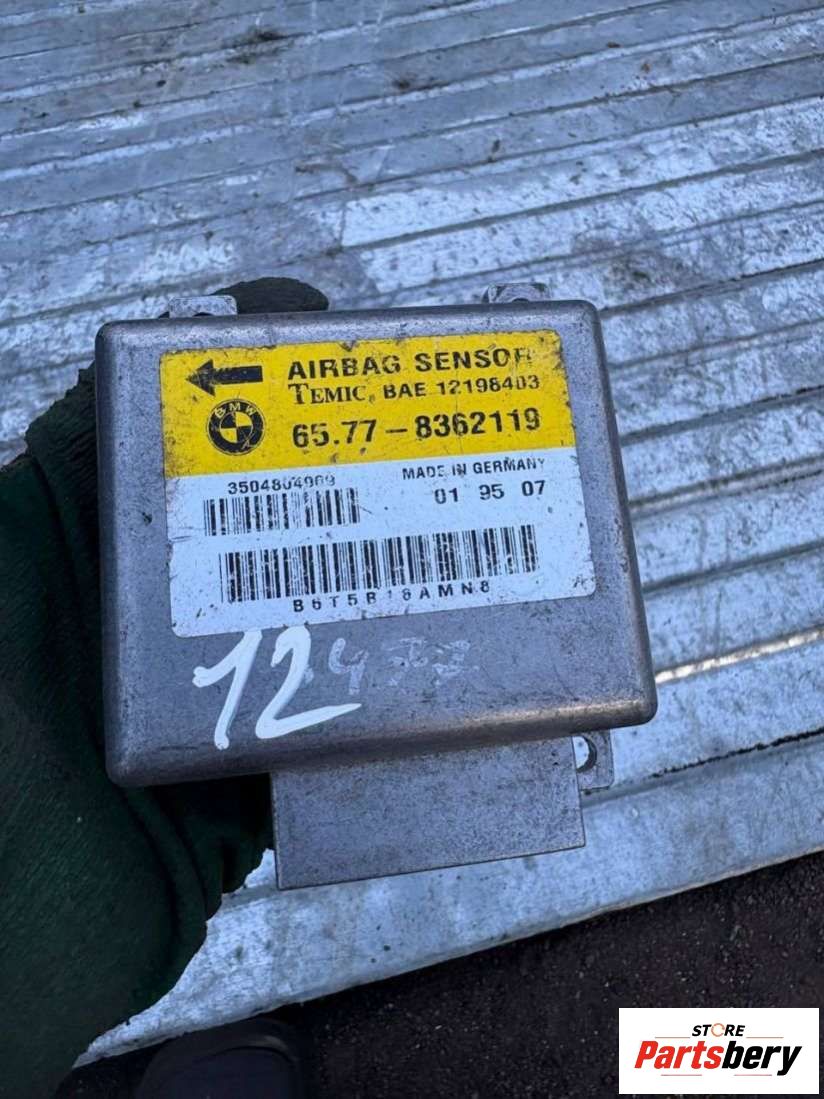 AIRBAG SENSOR
TEMIC BAE 12198403
BMW
65.77-8362119
MADE IN GERMANY
3504804909
01 95 07
B6T5B18AMN8
A
12
STORE
Partsbery